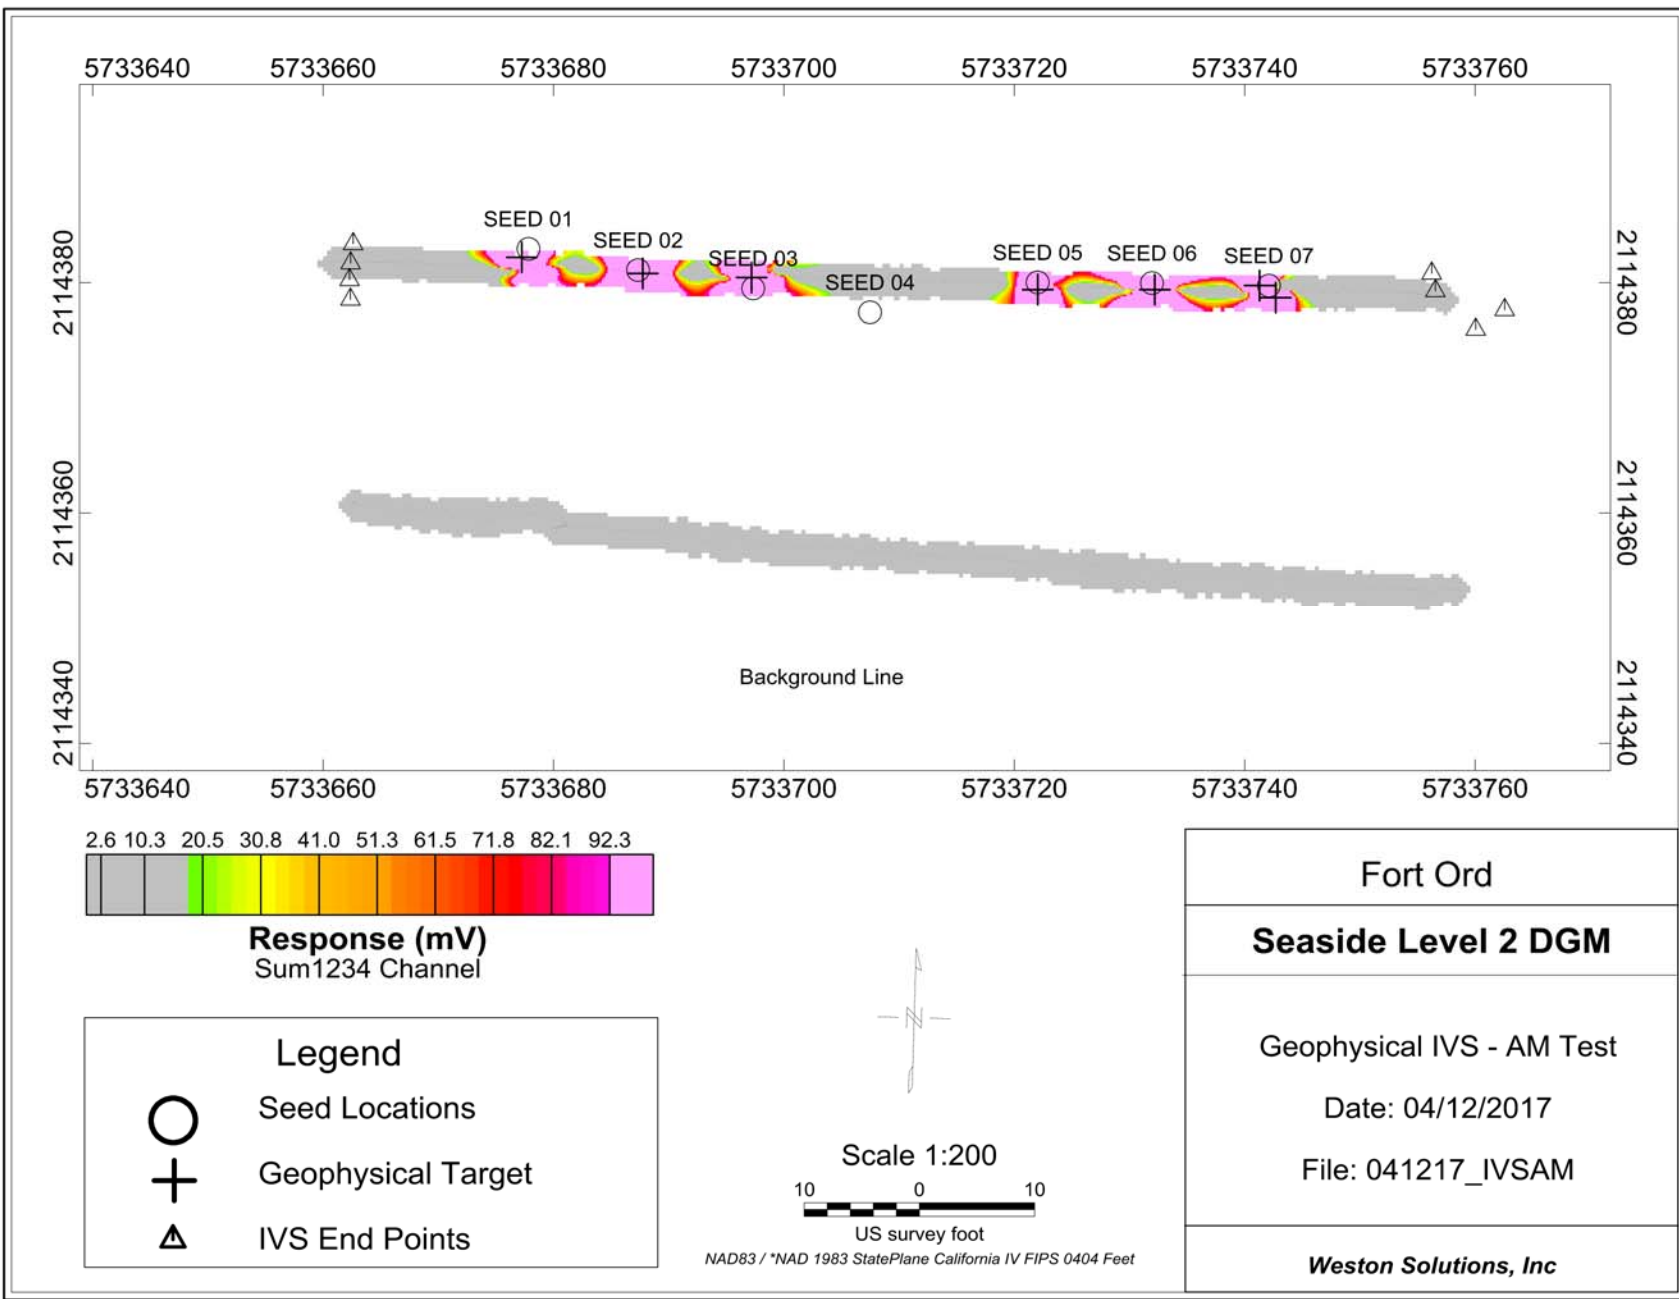 5733640 5733660 5733680 5733700 5733720 5733740 5733760
SEED 01
SEED 02
SEED 03
SEED 04
SEED 05
SEED 06
SEED 07
2114380
2114360
2114340
2114380
2114360
2114340
Background Line
5733640 5733660 5733680 5733700 5733720 5733740 5733760
2.6 10.3 20.5 30.8 41.0 51.3 61.5 71.8 82.1 92.3
Response (mV)
Sum1234 Channel
Legend
Seed Locations
Geophysical Target
IVS End Points
N
Scale 1:200
10 0 10
US survey foot
NAD83 / *NAD 1983 StatePlane California IV FIPS 0404 Feet
Fort Ord
Seaside Level 2 DGM
Geophysical IVS - AM Test
Date: 04/12/2017
File: 041217_IVSAM
Weston Solutions, Inc